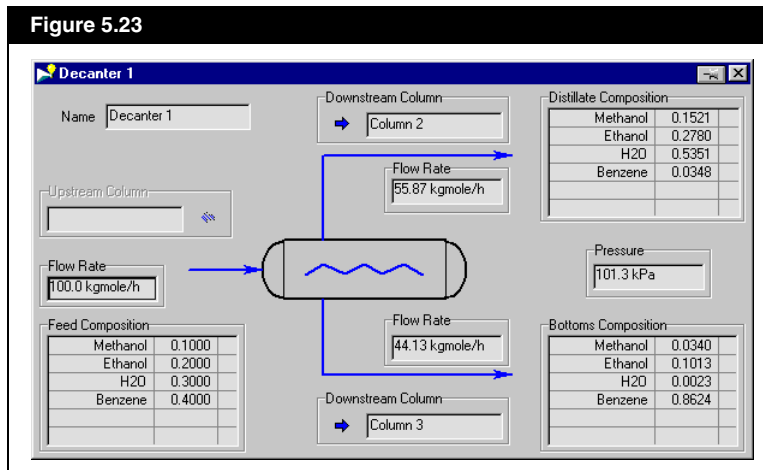 Figure 5.23
Decanter 1
Name Decanter 1
Downstream Column
Column 2
Flow Rate
55.87 kgmole/h
Distillate Composition
Methanol 0.1521
Ethanol 0.2780
H2O 0.5351
Benzene 0.0348
Upstream Column
Flow Rate
100.0 kgmole/h
Pressure
101.3 kPa
Feed Composition
Methanol 0.1000
Ethanol 0.2000
H2O 0.3000
Benzene 0.4000
Flow Rate
44.13 kgmole/h
Downstream Column
Column 3
Bottoms Composition
Methanol 0.0340
Ethanol 0.1013
H2O 0.0023
Benzene 0.8624